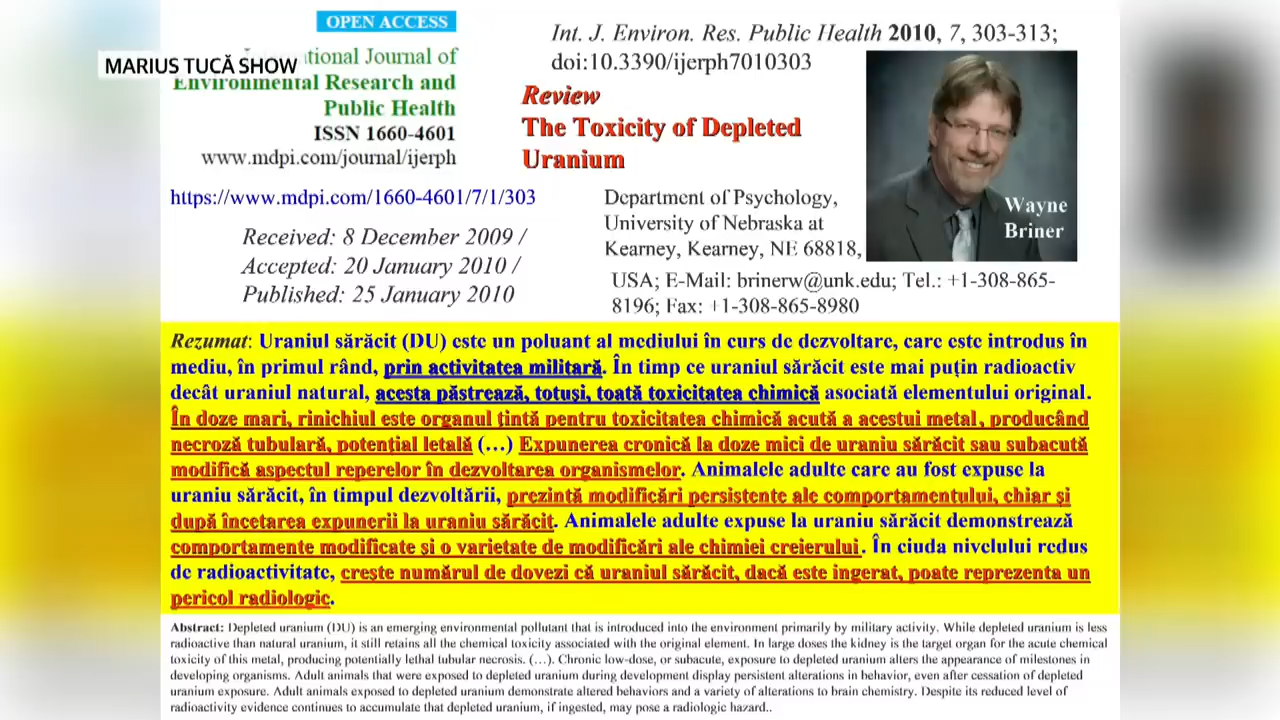 OPEN ACCESS
MARIUS TUCĂ SHOW
tional Journal of
Environmental Research and
Public Health
ISSN 1660-4601
www.mdpi.com/journal/ijerph
Int. J. Environ. Res. Public Health 2010, 7, 303-313;
doi:10.3390/ijerph7010303
Review
The Toxicity of Depleted
Uranium
https://www.mdpi.com/1660-4601/7/1/303
Received: 8 December 2009 /
Accepted: 20 January 2010 /
Published: 25 January 2010
Department of Psychology,
University of Nebraska at
Kearney, Kearney, NE 68818,
USA; E-Mail: brinerw@unk.edu; Tel.: +1-308-865-
8196; Fax: +1-308-865-8980
Wayne
Briner
Rezumat: Uraniul sărăcit (DU) este un poluant al mediului în curs de dezvoltare, care este introdus în
mediu, în primul rând, prin activitatea militară. În timp ce uraniul sărăcit este mai puțin radioactiv
decât uraniul natural, acesta păstrează, totuși, toată toxicitatea chimică asociată elementului original.
În doze mari, rinichiul este organul țintă pentru toxicitatea chimică acută a acestui metal, producând
necroză tubulară, potențial letală (…) Expunerea cronică la doze mici de uraniu sărăcit sau subacută
modifică aspectul reperelor în dezvoltarea organismelor. Animalele adulte care au fost expuse la
uraniu sărăcit, în timpul dezvoltării, prezintă modificări persistente ale comportamentului, chiar și
după încetarea expunerii la uraniu sărăcit. Animalele adulte expuse la uraniu sărăcit demonstrează
comportamente modificate și o varietate de modificări ale chimiei creierului. În ciuda nivelului redus
de radioactivitate, crește numărul de dovezi că uraniul sărăcit, dacă este ingerat, poate reprezenta un
pericol radiologic.
Abstract: Depleted uranium (DU) is an emerging environmental pollutant that is introduced into the environment primarily by military activity. While depleted uranium is less
radioactive than natural uranium, it still retains all the chemical toxicity associated with the original element. In large doses the kidney is the target organ for the acute chemical
toxicity of this metal, producing potentially lethal tubular necrosis. (…). Chronic low-dose, or subacute, exposure to depleted uranium alters the appearance of milestones in
developing organisms. Adult animals that were exposed to depleted uranium during development display persistent alterations in behavior, even after cessation of depleted
uranium exposure. Adult animals exposed to depleted uranium demonstrate altered behaviors and a variety of alterations to brain chemistry. Despite its reduced level of
radioactivity evidence continues to accumulate that depleted uranium, if ingested, may pose a radiologic hazard..